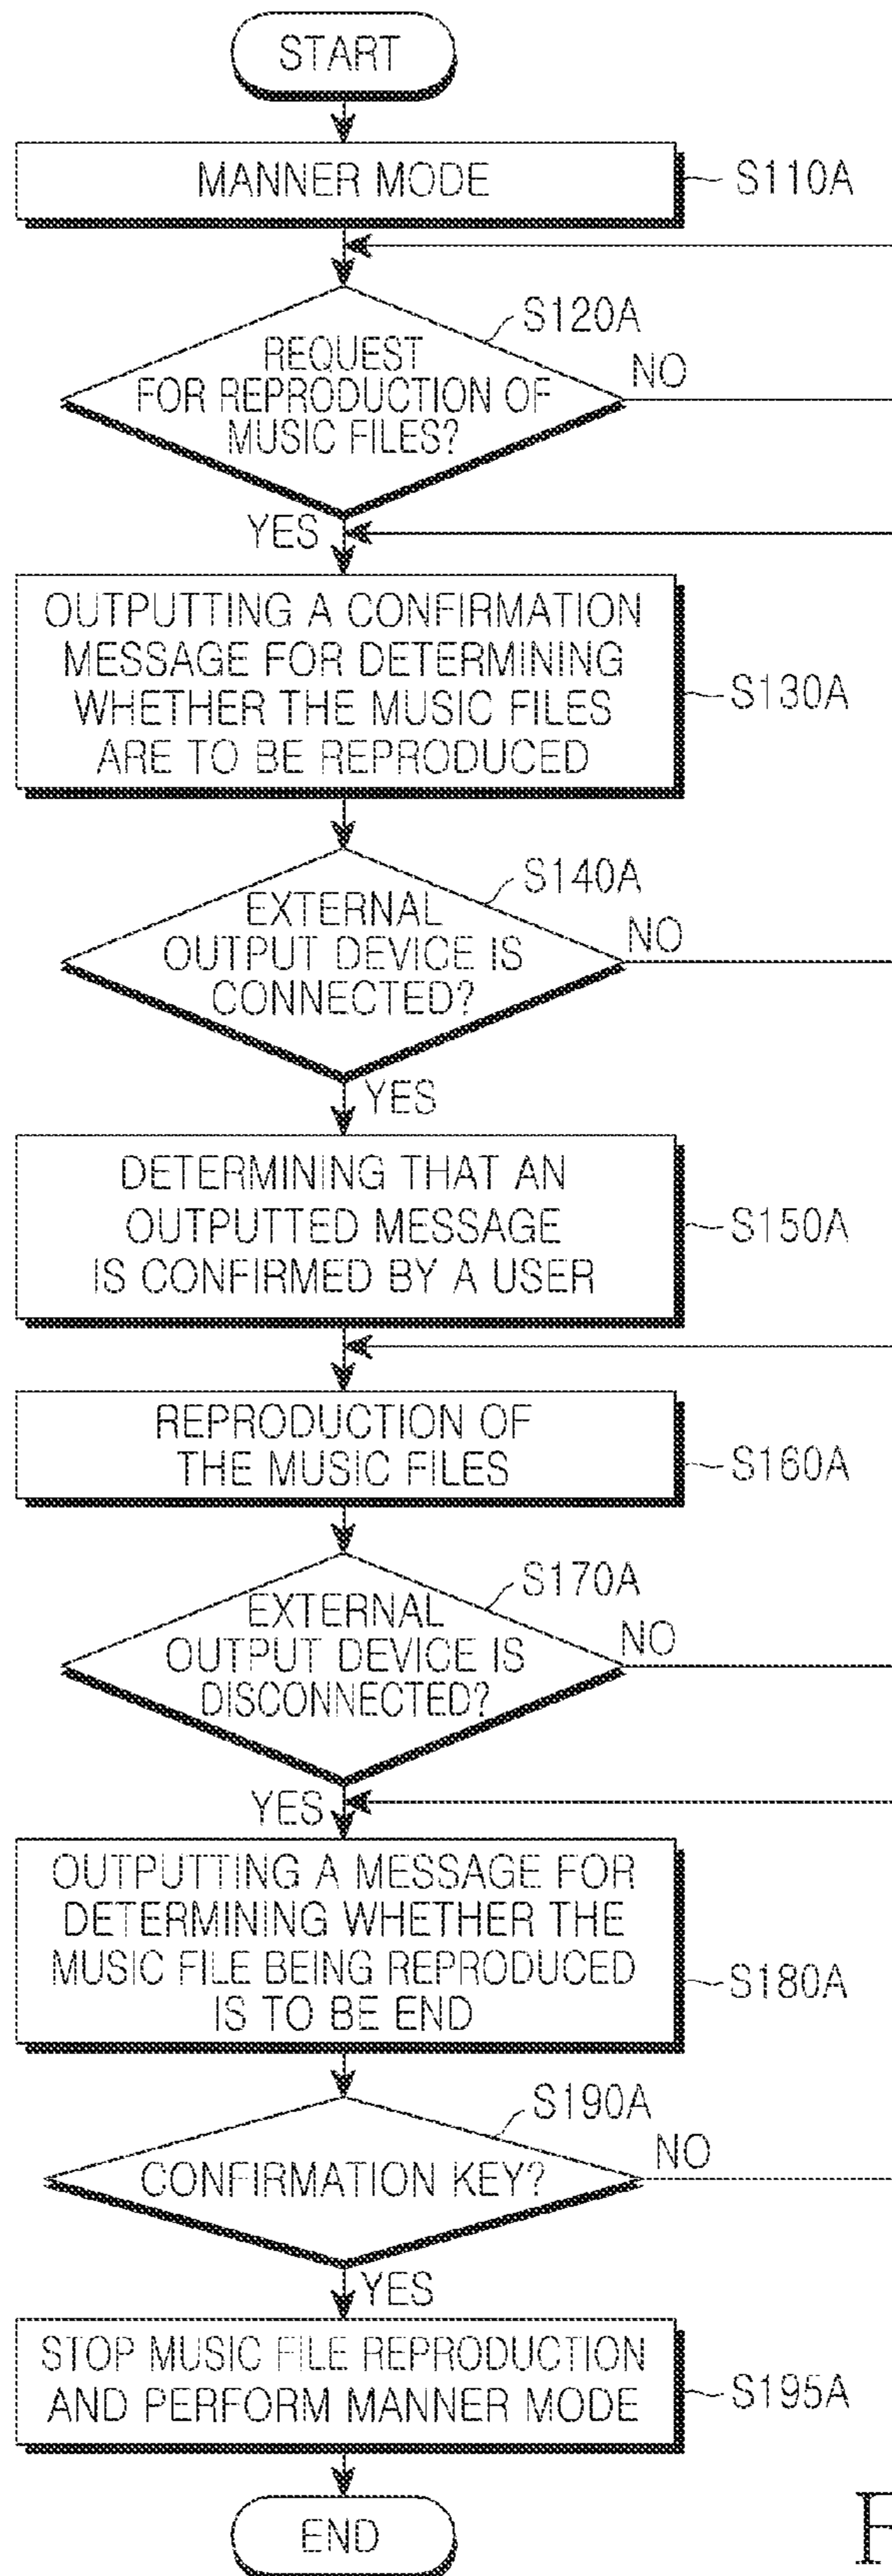 START
MANNER MODE
S110A
S120A
REQUEST
FOR REPRODUCTION OF
MUSIC FILES?
NO
YES
OUTPUTTING A CONFIRMATION
MESSAGE FOR DETERMINING
WHETHER THE MUSIC FILES
ARE TO BE REPRODUCED
S130A
S140A
EXTERNAL
OUTPUT DEVICE IS
CONNECTED?
NO
YES
DETERMINING THAT AN
OUTPUTTED MESSAGE
IS CONFIRMED BY A USER
S150A
REPRODUCTION OF
THE MUSIC FILES
S160A
S170A
EXTERNAL
OUTPUT DEVICE IS
DISCONNECTED?
NO
YES
OUTPUTTING A MESSAGE FOR
DETERMINING WHETHER THE
MUSIC FILE BEING REPRODUCED
IS TO BE END
S180A
S190A
CONFIRMATION KEY?
NO
YES
STOP MUSIC FILE REPRODUCTION
AND PERFORM MANNER MODE
S195A
END